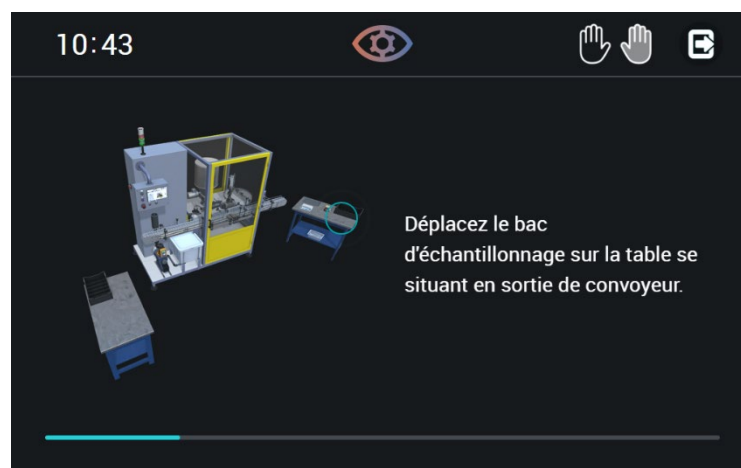 10:43
Déplacez le bac
d'échantillonnage sur la table se
situant en sortie de convoyeur.